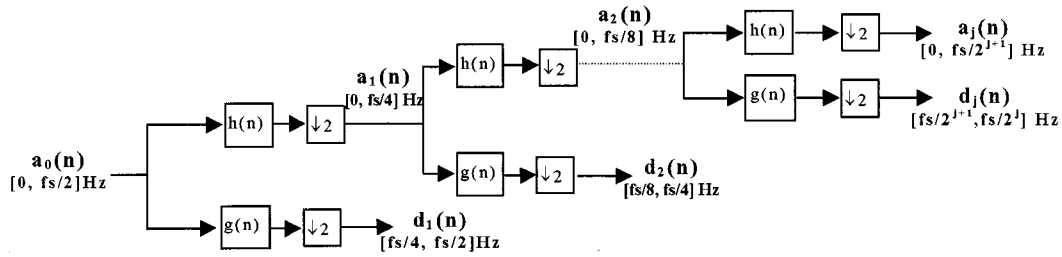 a₂(n)
[0, fs/8] Hz
h(n)
↓2
aⱼ(n)
[0, fs/2ʲ⁺¹] Hz
a₁(n)
[0, fs/4] Hz
h(n)
↓2
g(n)
↓2
dⱼ(n)
[fs/2ʲ⁺¹,fs/2ʲ] Hz
h(n)
↓2
a₀(n)
[0, fs/2]Hz
g(n)
↓2
d₂(n)
[fs/8, fs/4] Hz
g(n)
↓2
d₁(n)
[fs/4, fs/2]Hz